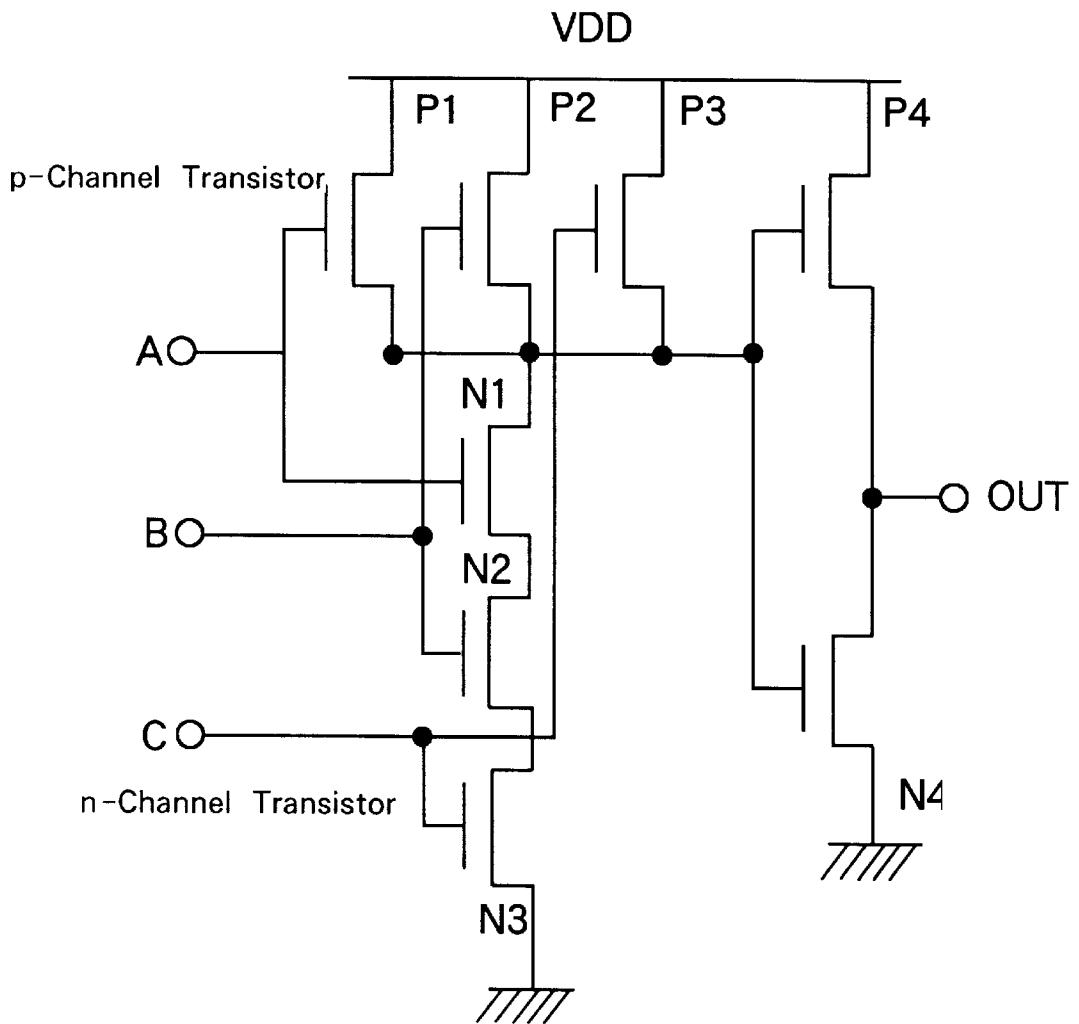 VDD
P1
P2
P3
P4
p-Channel Transistor
A
N1
OUT
B
N2
C
n-Channel Transistor
N4
N3